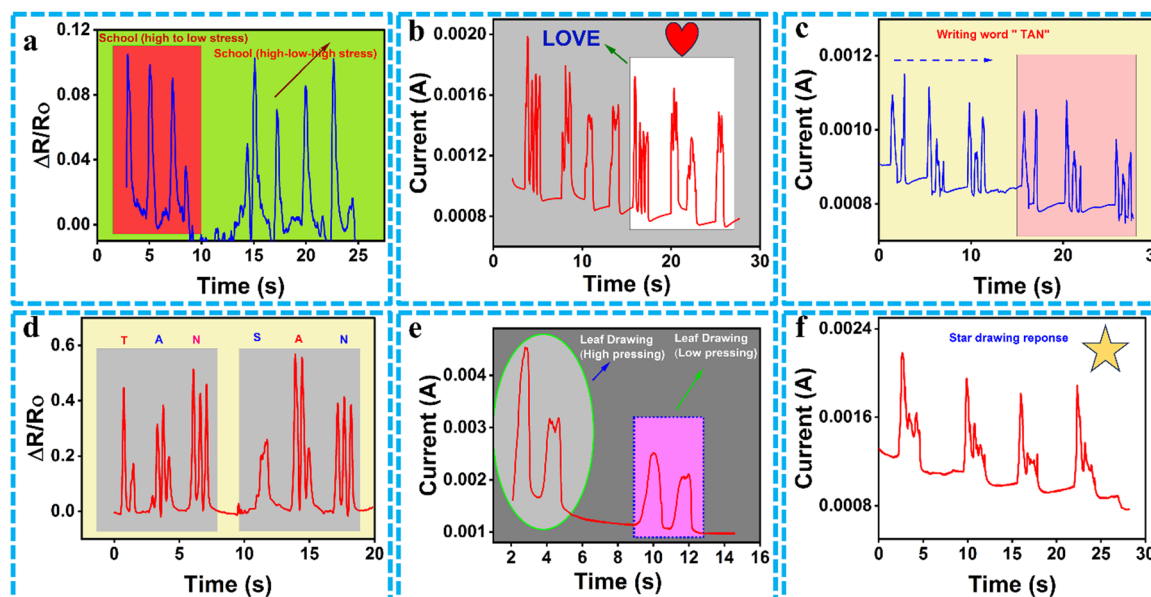 a
School (high to low stress)
School (high-low-high stress)
0.12
0.08
0.04
0.00
ΔR/Ro
0 5 10 15 20 25
Time (s)
b
LOVE
0.0020
0.0016
0.0012
0.0008
Current (A)
0 10 20 30
Time (s)
c
Writing word " TAN"
0.0012
0.0010
0.0008
Current (A)
0 10 20 30
Time (s)
d
T A N S A N
0.6
0.4
0.2
0.0
ΔR/Ro
0 5 10 15 20
Time (s)
e
Leaf Drawing
(High pressing)
Leaf Drawing
(Low pressing)
0.004
0.003
0.002
0.001
Current (A)
2 4 6 8 10 12 14 16
Time (s)
f
Star drawing reponse
0.0024
0.0016
0.0008
Current (A)
0 5 10 15 20 25 30
Time (s)